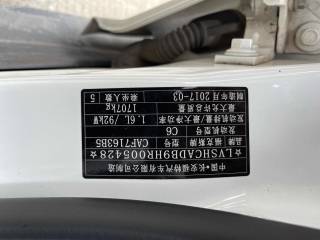 中国·长安福特汽车有限公司制造
☆LVSHCADB9HR005428☆
品牌 福克斯牌 整车型号 CAF7163B5
发动机型号 C6
发动机排量/最大净功率 1.6L /92kW
最大允许总质量 1707kg
制造年月 2017-03 乘坐人数 5